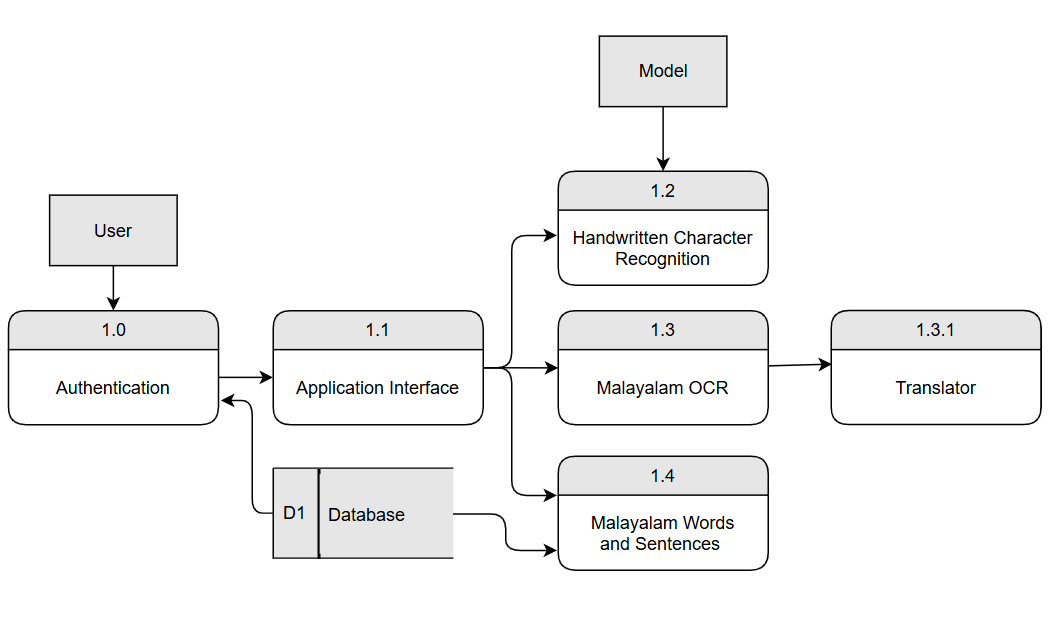 Model
1.2
Handwritten Character
Recognition
User
1.0
Authentication
1.1
Application Interface
1.3
Malayalam OCR
1.3.1
Translator
D1
Database
1.4
Malayalam Words
and Sentences